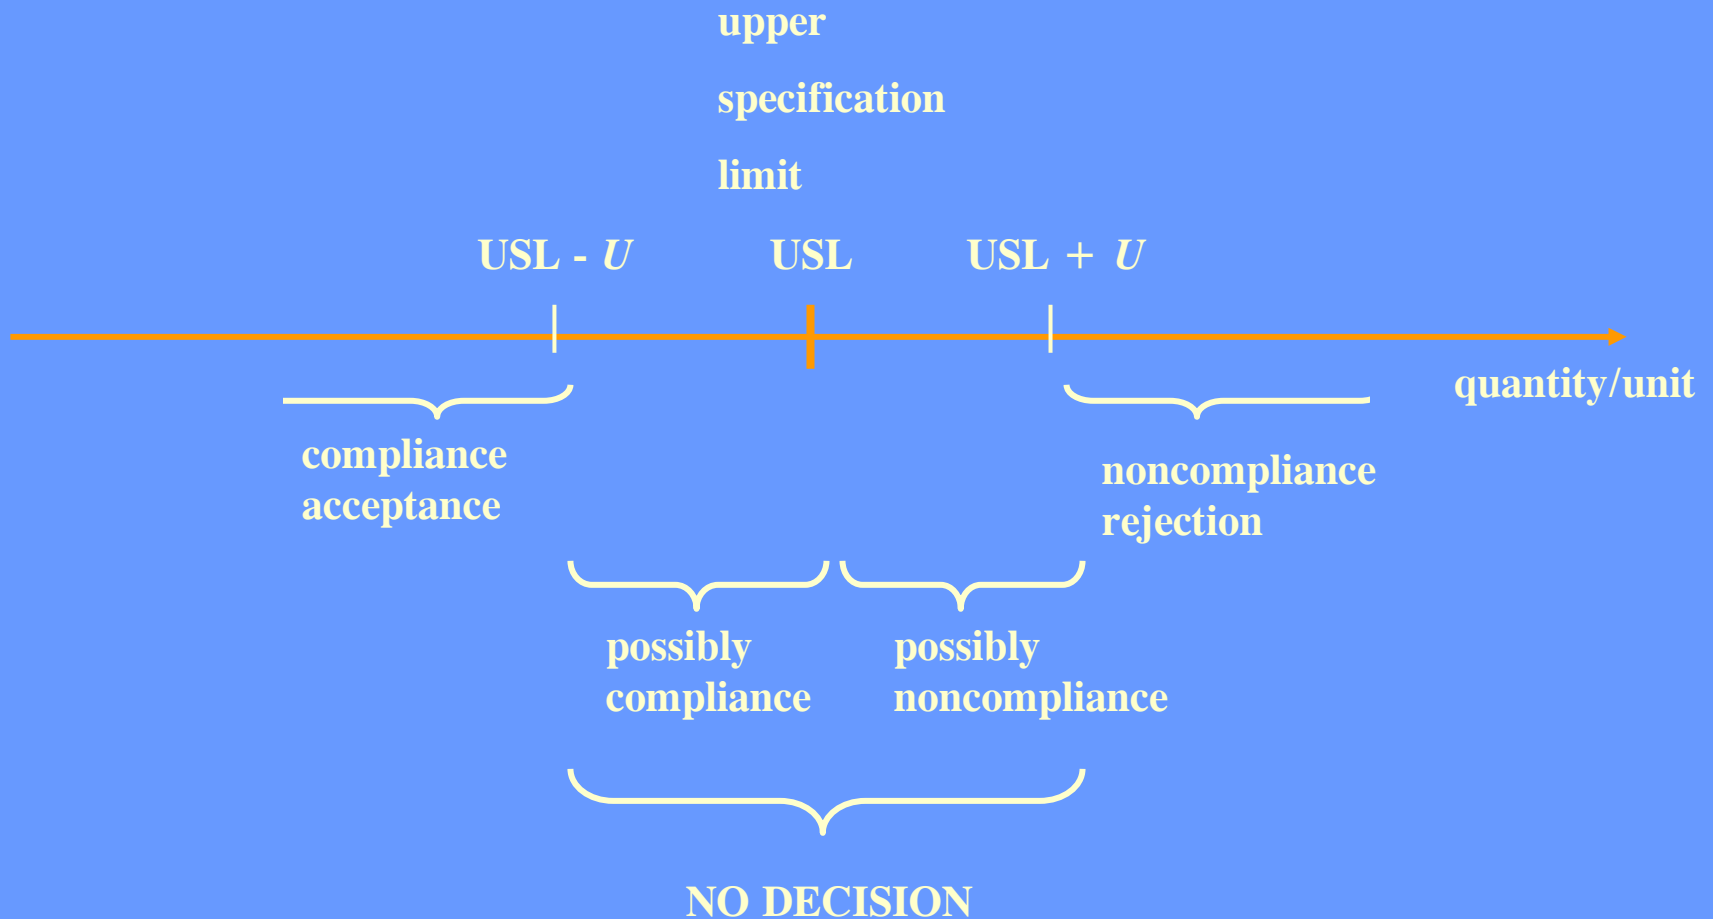 upper
specification
limit
USL - U
USL
USL + U
quantity/unit
compliance
acceptance
noncompliance
rejection
possibly
compliance
possibly
noncompliance
NO DECISION